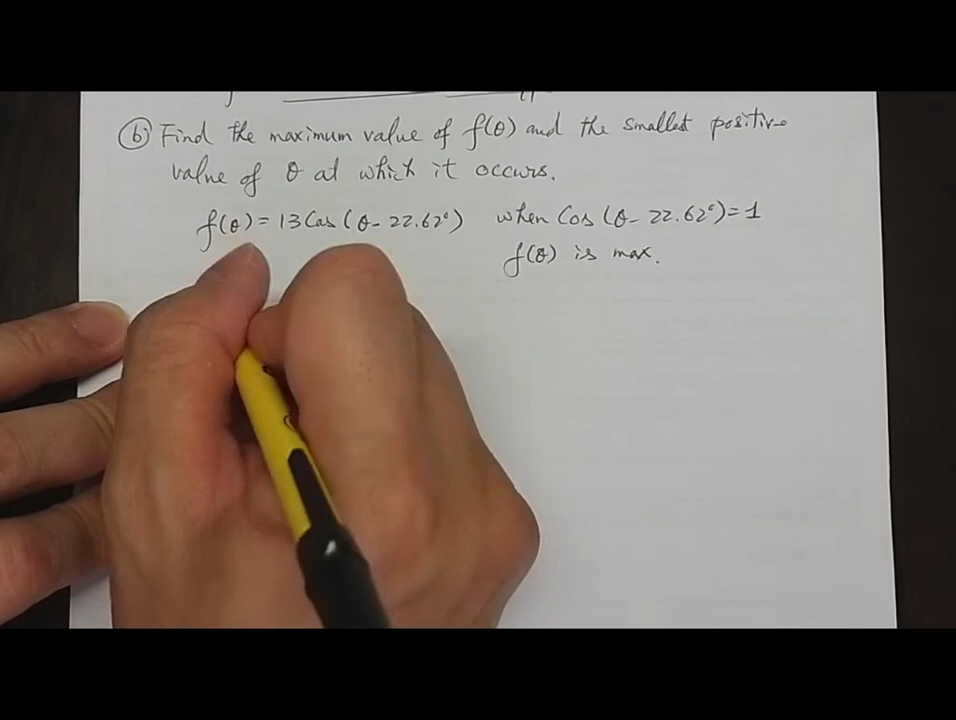 (b) Find the maximum value of f(θ) and the smallest positive
value of θ at which it occurs.
f(θ) = 13 Cos (θ - 22.62°) when Cos (θ - 22.62°) = 1
f(θ) is max.